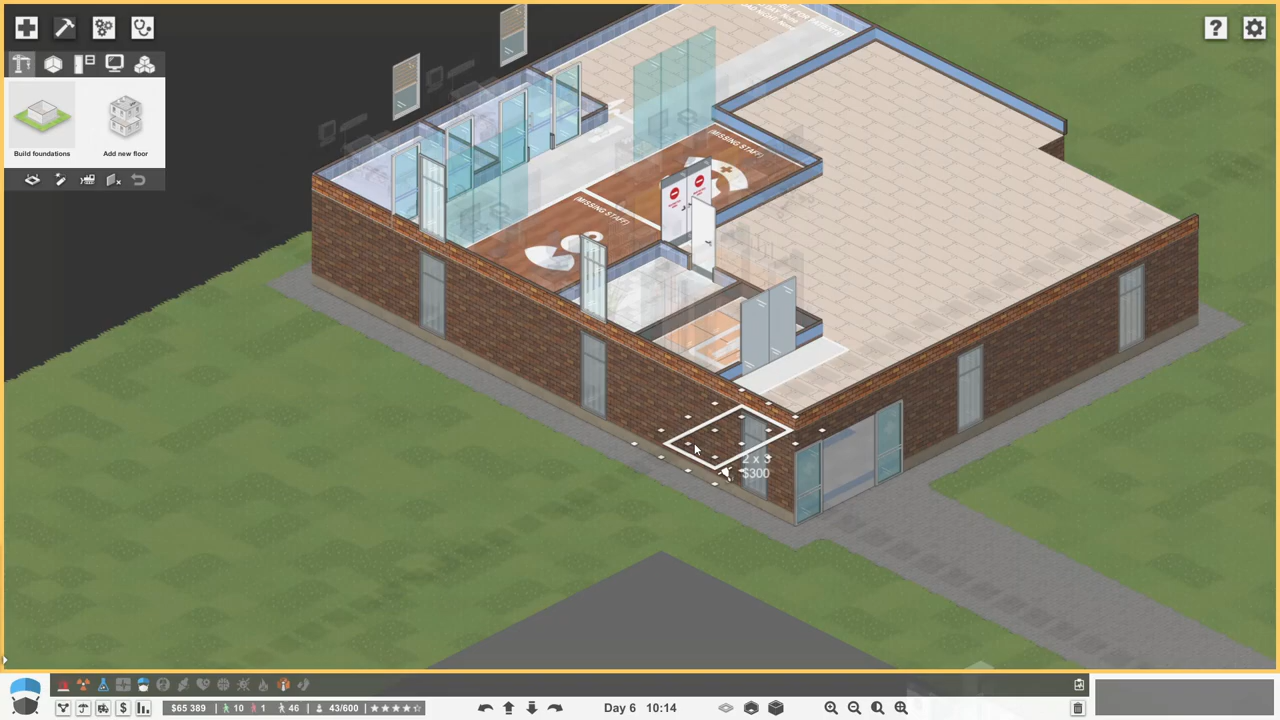 Build foundations
Add new floor
(MISSING STAFF)
(MISSING STAFF)
2 x 3
$300
$65 389
10
1
46
43/600
Day 6 10:14
?
$